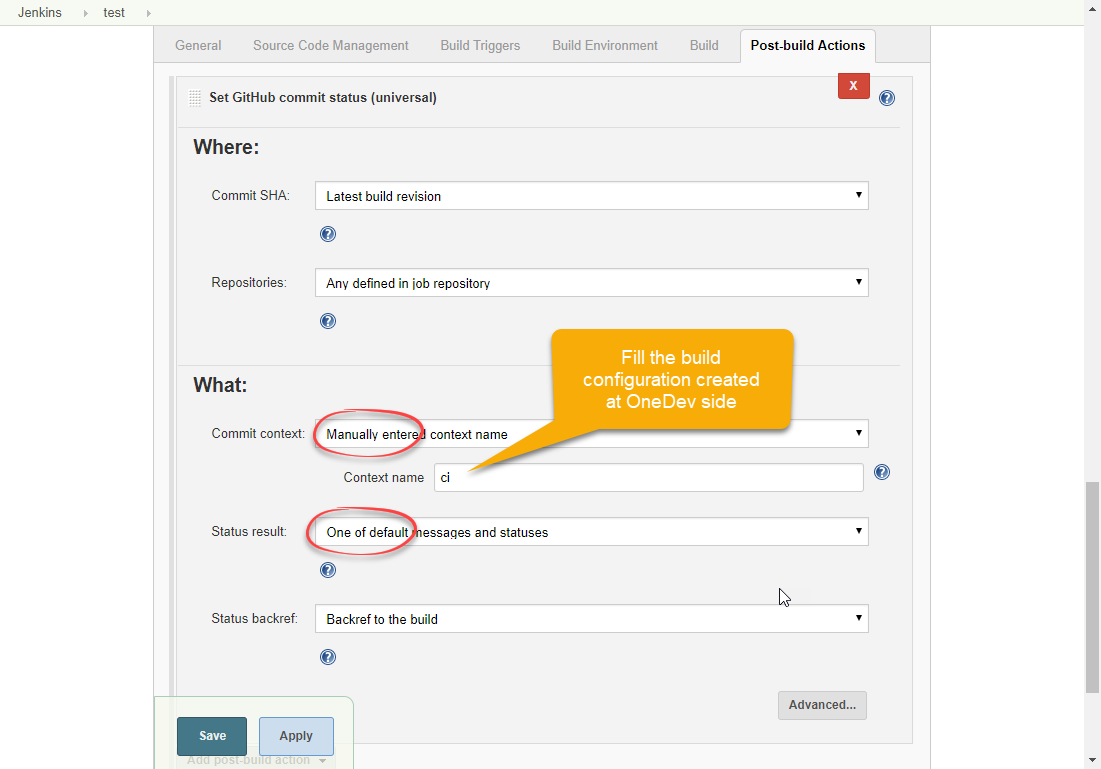 Jenkins test
General Source Code Management Build Triggers Build Environment Build Post-build Actions
Set GitHub commit status (universal)
X
?
Where:
Commit SHA: Latest build revision
?
Repositories: Any defined in job repository
?
Fill the build
configuration created
at OneDev side
What:
Commit context: Manually entered context name
Context name ci
?
Status result: One of default messages and statuses
?
Status backref: Backref to the build
?
Advanced...
Save Apply
Add post-build action